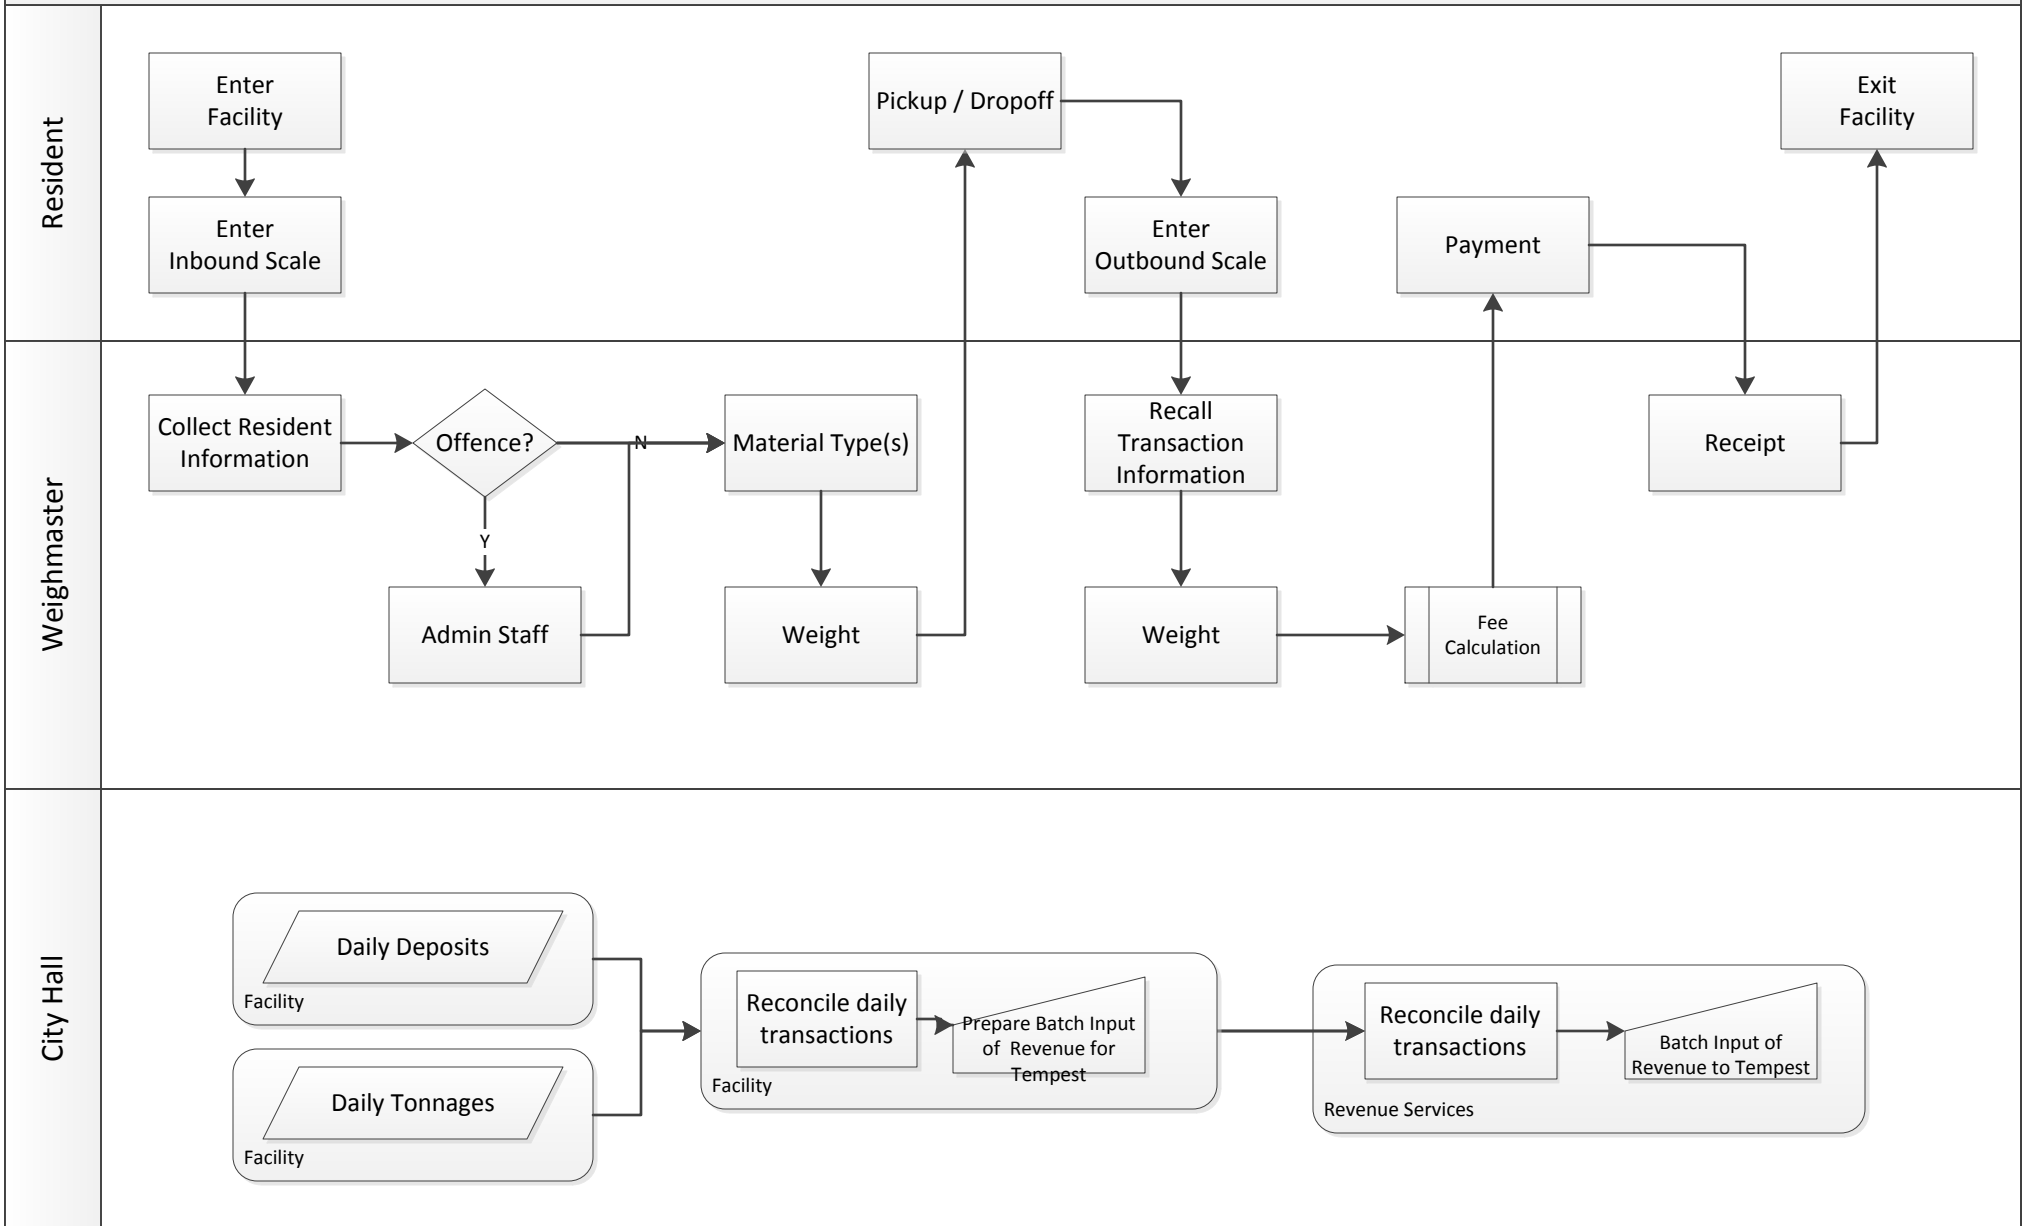 Resident
Enter
Facility
Pickup / Dropoff
Exit
Facility
Enter
Inbound Scale
Enter
Outbound Scale
Payment
Weighmaster
Collect Resident
Information
Offence?
N
Material Type(s)
Recall
Transaction
Information
Receipt
Y
Admin Staff
Weight
Weight
Fee
Calculation
City Hall
Daily Deposits
Facility
Daily Tonnages
Facility
Reconcile daily
transactions
Prepare Batch Input
of Revenue for
Tempest
Facility
Reconcile daily
transactions
Batch Input of
Revenue to Tempest
Revenue Services